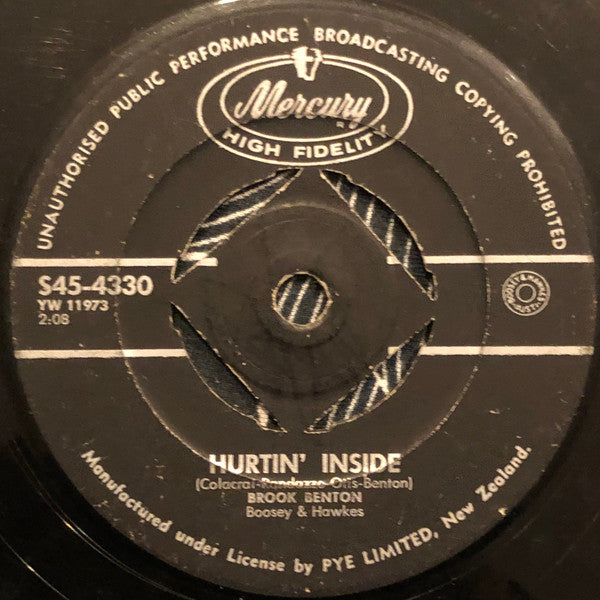 UNAUTHORISED PUBLIC PERFORMANCE BROADCASTING COPYING PROHIBITED
Mercury
HIGH FIDELITY
S45-4330
YW 11973
2:08
HURTIN' INSIDE
(Colacrai-Randazzo-Otis-Benton)
BROOK BENTON
Boosey & Hawkes
Manufactured under License by PYE LIMITED, New Zealand.